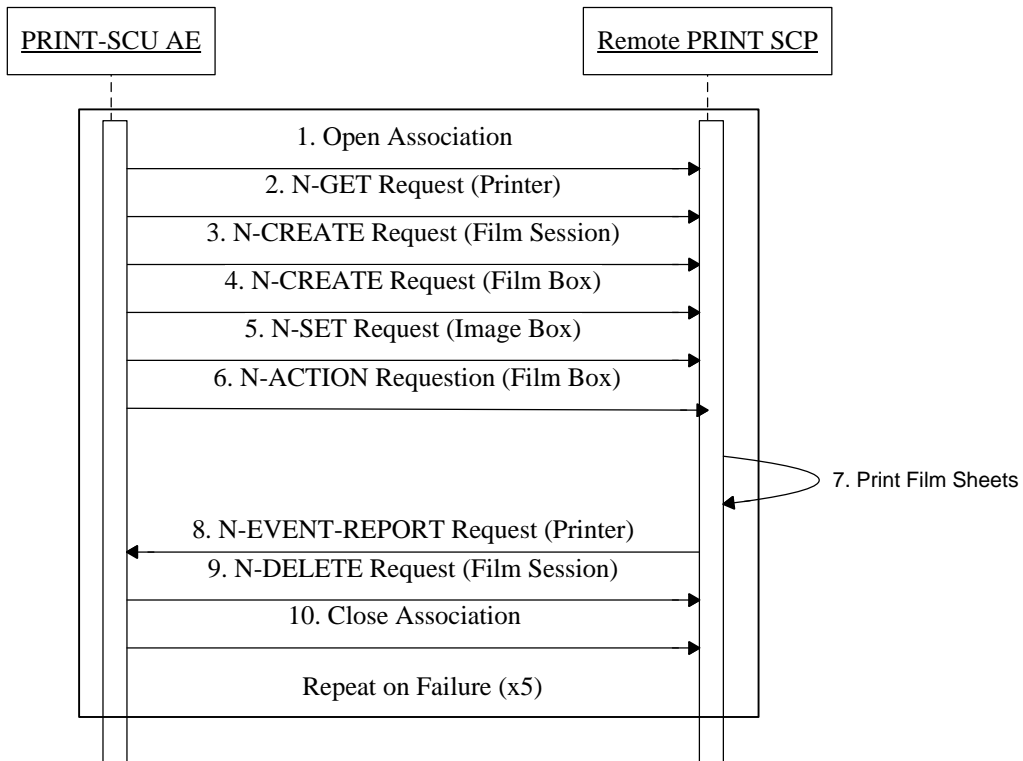 PRINT-SCU AE
Remote PRINT SCP
1. Open Association
2. N-GET Request (Printer)
3. N-CREATE Request (Film Session)
4. N-CREATE Request (Film Box)
5. N-SET Request (Image Box)
6. N-ACTION Requestion (Film Box)
7. Print Film Sheets
8. N-EVENT-REPORT Request (Printer)
9. N-DELETE Request (Film Session)
10. Close Association
Repeat on Failure (x5)